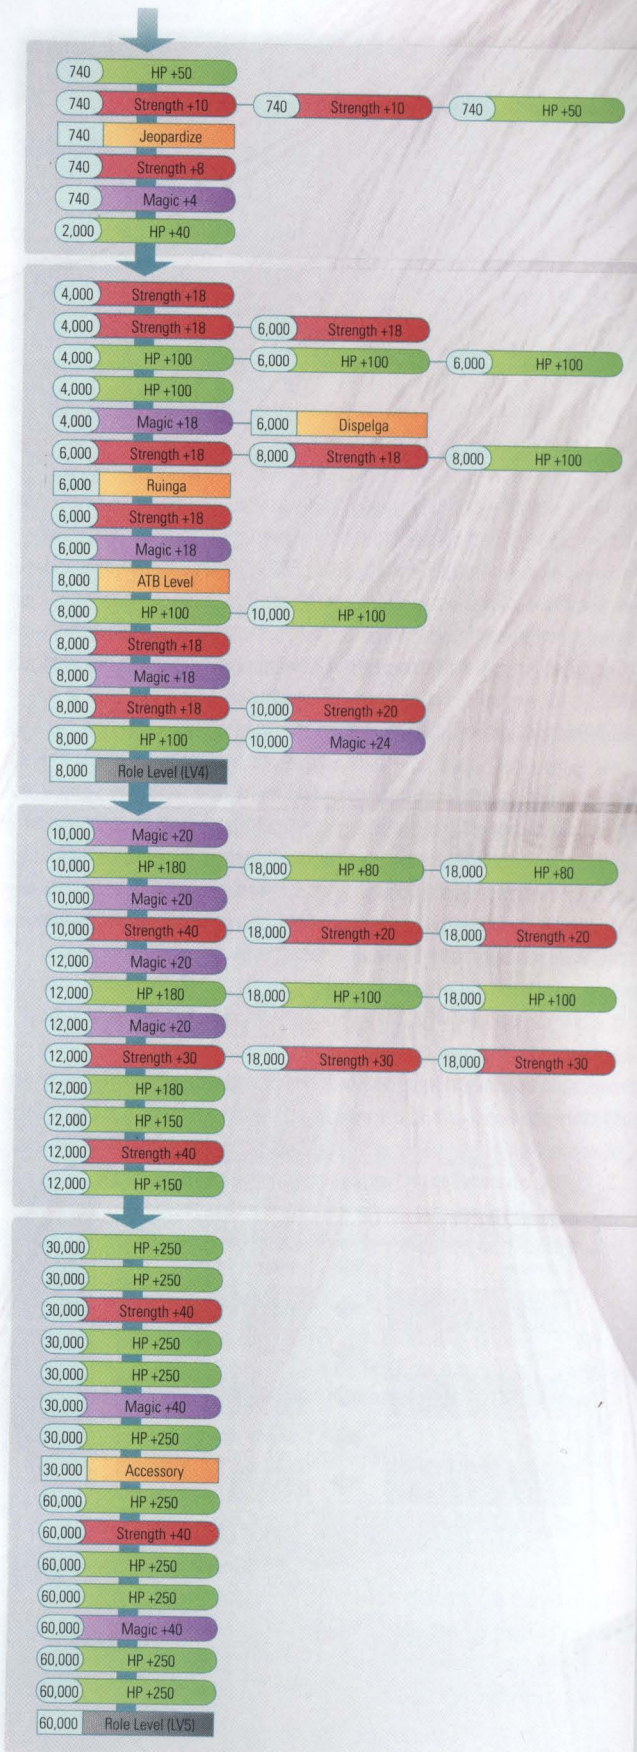 740 HP +50
740 Strength +10 740 Strength +10 740 HP +50
740 Jeopardize
740 Strength +8
740 Magic +4
2,000 HP +40
4,000 Strength +18
4,000 Strength +18 6,000 Strength +18
4,000 HP +100 6,000 HP +100 6,000 HP +100
4,000 HP +100
4,000 Magic +18 6,000 Dispelga
6,000 Strength +18 8,000 Strength +18 8,000 HP +100
6,000 Ruinga
6,000 Strength +18
6,000 Magic +18
8,000 ATB Level
8,000 HP +100 10,000 HP +100
8,000 Strength +18
8,000 Magic +18
8,000 Strength +18 10,000 Strength +20
8,000 HP +100 10,000 Magic +24
8,000 Role Level (LV4)
10,000 Magic +20
10,000 HP +180 18,000 HP +80 18,000 HP +80
10,000 Magic +20
10,000 Strength +40 18,000 Strength +20 18,000 Strength +20
12,000 Magic +20
12,000 HP +180 18,000 HP +100 18,000 HP +100
12,000 Magic +20
12,000 Strength +30 18,000 Strength +30 18,000 Strength +30
12,000 HP +180
12,000 HP +150
12,000 Strength +40
12,000 HP +150
30,000 HP +250
30,000 HP +250
30,000 Strength +40
30,000 HP +250
30,000 HP +250
30,000 Magic +40
30,000 HP +250
30,000 Accessory
60,000 HP +250
60,000 Strength +40
60,000 HP +250
60,000 HP +250
60,000 Magic +40
60,000 HP +250
60,000 HP +250
60,000 Role Level (LV5)